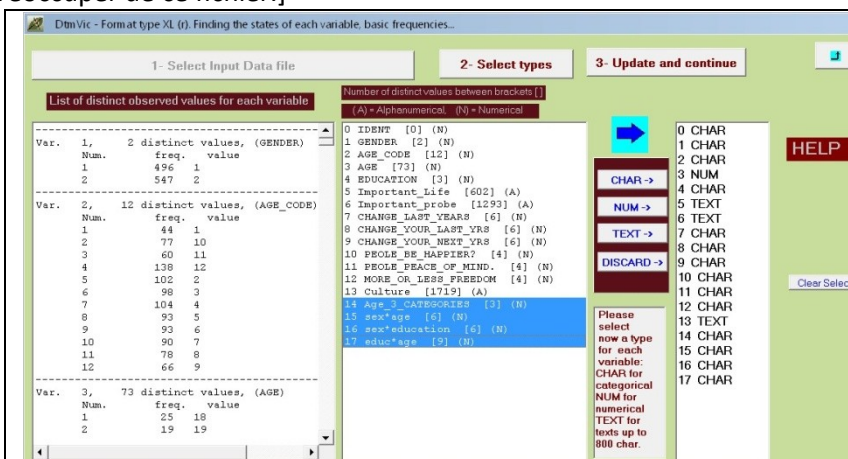 DtmVic - Format type XL (r). Finding the states of each variable, basic frequencies...
1- Select Input Data file
2- Select types
3- Update and continue
List of distinct observed values for each variable
Number of distinct values between brackets [ ]
(A) = Alphanumerical, (N) = Numerical
Var. 1, 2 distinct values, (GENDER)
Num. freq. value
1 496 1
2 547 2
Var. 2, 12 distinct values, (AGE_CODE)
Num. freq. value
1 44 1
2 77 10
3 60 11
4 138 12
5 102 2
6 98 3
7 104 4
8 93 5
9 93 6
10 90 7
11 78 8
12 66 9
Var. 3, 73 distinct values, (AGE)
Num. freq. value
1 25 18
2 19 19
0 IDENT [0] (N)
1 GENDER [2] (N)
2 AGE_CODE [12] (N)
3 AGE [73] (N)
4 EDUCATION [3] (N)
5 Important_Life [602] (A)
6 Important_probe [1293] (A)
7 CHANGE_LAST_YEARS [6] (N)
8 CHANGE_YOUR_LAST_YRS [6] (N)
9 CHANGE_YOUR_NEXT_YRS [6] (N)
10 PEOLE_BE_HAPPIER? [4] (N)
11 PEOLE_PEACE_OF_MIND. [4] (N)
12 MORE_OR_LESS_FREEDOM [4] (N)
13 Culture [1719] (A)
14 Age_3_CATEGORIES [3] (N)
15 sex*age [6] (N)
16 sex*education [6] (N)
17 educ*age [9] (N)
CHAR ->
NUM ->
TEXT ->
DISCARD ->
Please
select
now a type
for each
variable:
CHAR for
categorical
NUM for
numerical
TEXT for
texts up to
800 char.
0 CHAR
1 CHAR
2 CHAR
3 NUM
4 CHAR
5 TEXT
6 TEXT
7 CHAR
8 CHAR
9 CHAR
10 CHAR
11 CHAR
12 CHAR
13 TEXT
14 CHAR
15 CHAR
16 CHAR
17 CHAR
HELP
Clear Selec